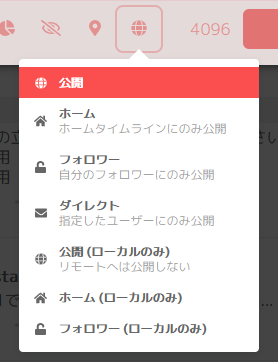 4096
公開
ホーム
ホームタイムラインにのみ公開
フォロワー
自分のフォロワーにのみ公開
ダイレクト
指定したユーザーにのみ公開
公開 (ローカルのみ)
リモートへは公開しない
ホーム (ローカルのみ)
フォロワー (ローカルのみ)